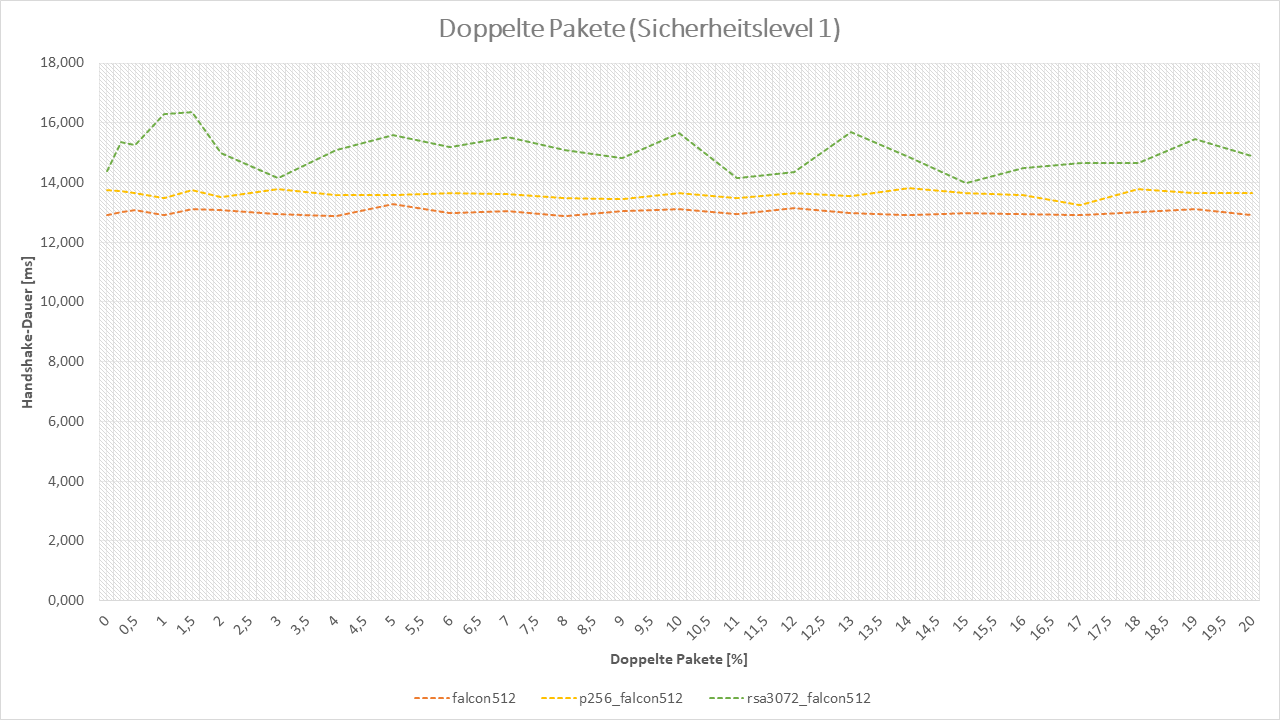 Doppelte Pakete (Sicherheitslevel 1)
18,000
16,000
14,000
12,000
10,000
8,000
6,000
4,000
2,000
0,000
Handshake-Dauer [ms]
0 0,5 1 1,5 2 2,5 3 3,5 4 4,5 5 5,5 6 6,5 7 7,5 8 8,5 9 9,5 10 10,5 11 11,5 12 12,5 13 13,5 14 14,5 15 15,5 16 16,5 17 17,5 18 18,5 19 19,5 20
Doppelte Pakete [%]
falcon512 p256_falcon512 rsa3072_falcon512